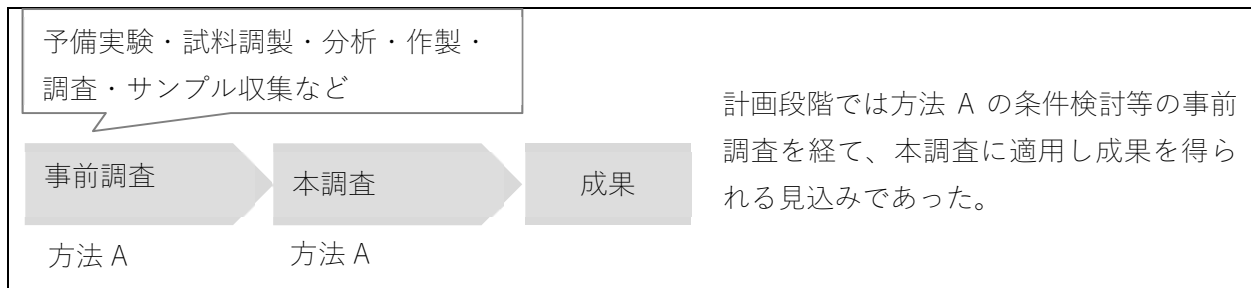 予備実験・試料調製・分析・作製・
調査・サンプル収集など
事前調査
本調査
成果
方法 A
方法 A
計画段階では方法 A の条件検討等の事前
調査を経て、本調査に適用し成果を得ら
れる見込みであった。